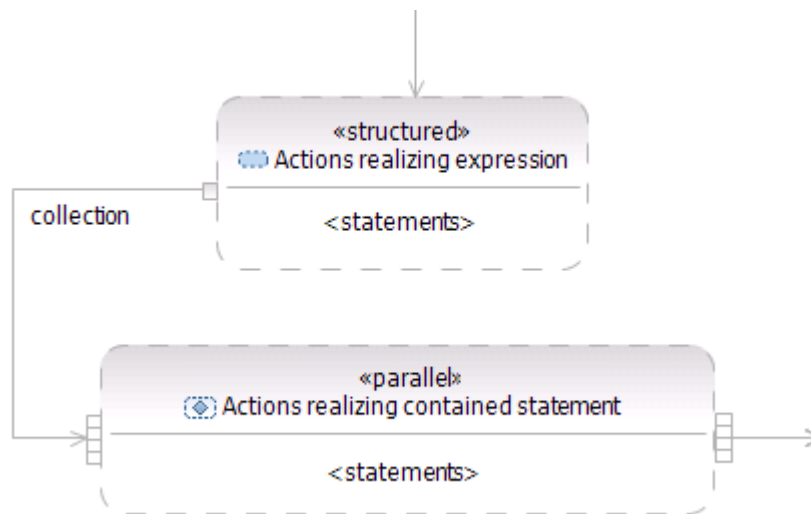 «structured»
Actions realizing expression
<statements>
collection
«parallel»
Actions realizing contained statement
<statements>